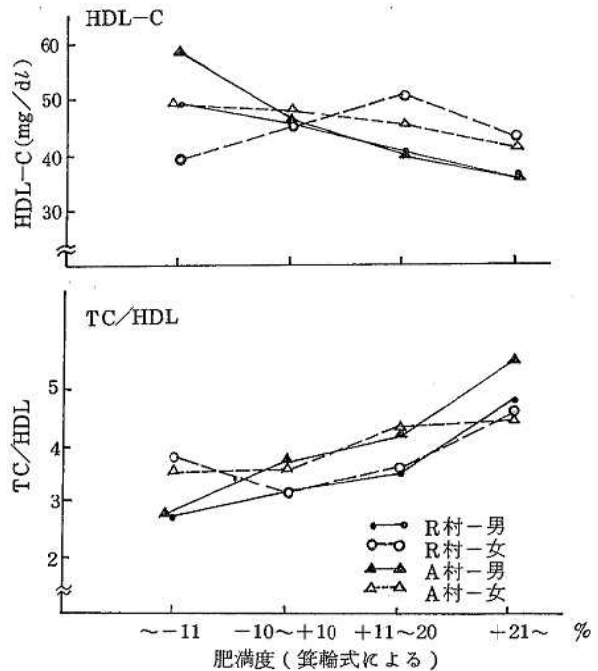 HDL-C
60
50
40
30
HDL-C(mg/dl)
TC/HDL
5
4
3
2
TC/HDL
R村-男
R村-女
A村-男
A村-女
〜-11 -10〜+10 +11〜20 +21〜 %
肥満度(箕輪式による)